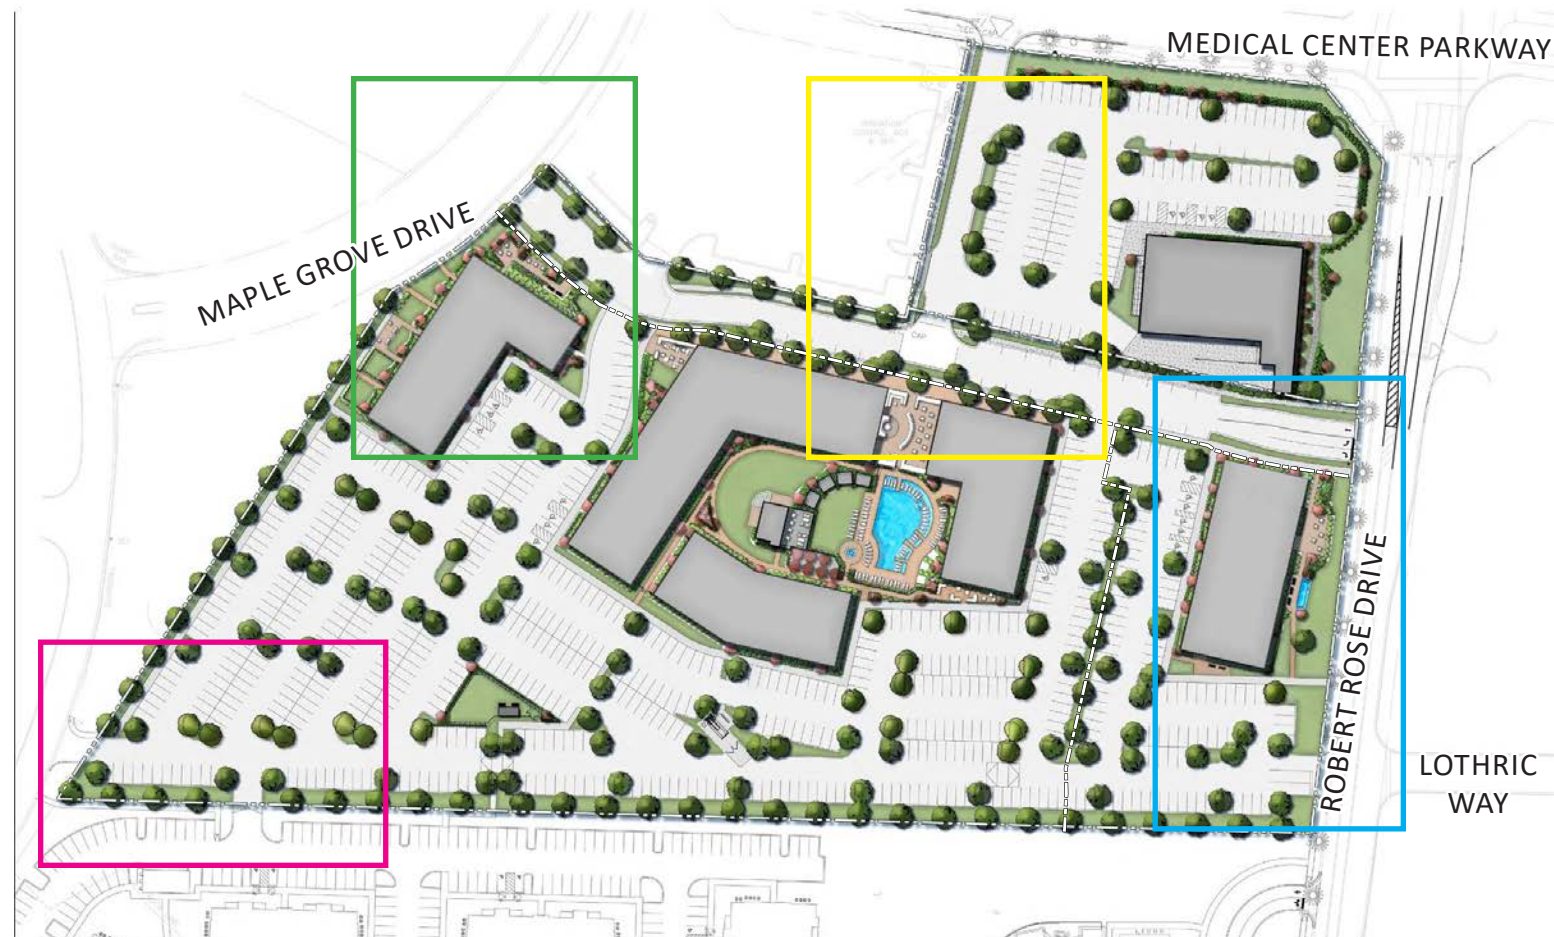 MEDICAL CENTER PARKWAY
MAPLE GROVE DRIVE
ROBERT ROSE DRIVE
LOTHRIC
WAY